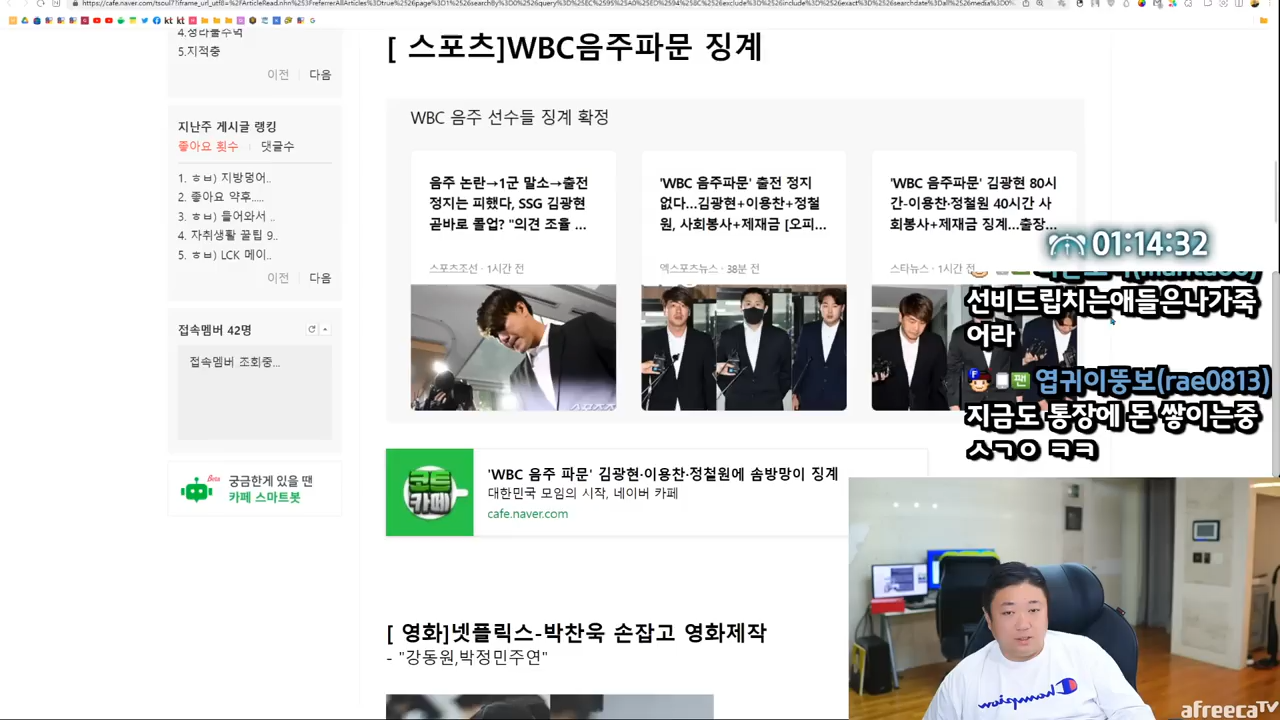 4.성라줄수덕
5.지적충
이전 | 다음
지난주 게시글 랭킹
좋아요 횟수 | 댓글수
1. ㅎㅂ) 지방덩어..
2. 좋아요 약후.....
3. ㅎㅂ) 들어와서 ..
4. 자취생활 꿀팁 9..
5. ㅎㅂ) LCK 메이..
이전 | 다음
접속멤버 42명
접속멤버 조회중...
Beta
궁금한게 있을 땐
카페 스마트봇
[ 스포츠]WBC음주파문 징계
WBC 음주 선수들 징계 확정
음주 논란→1군 말소→출전
정지는 피했다, SSG 김광현
곧바로 콜업? "의견 조율 ...
스포츠조선 · 1시간 전
'WBC 음주파문' 출전 정지
없다...김광현+이용찬+정철
원, 사회봉사+제재금 [오피...
엑스포츠뉴스 · 38분 전
'WBC 음주파문' 김광현 80시
간-이용찬·정철원 40시간 사
회봉사+제재금 징계...출장...
스타뉴스 · 1시간 전
01:14:32
선비드립치는애들은나가죽
어라
F 팬 엽귀이뚱보(rae0813)
지금도 통장에 돈 쌓이는중
ㅅㄱㅇ ㅋㅋ
코드
카페
'WBC 음주 파문' 김광현·이용찬·정철원에 솜방망이 징계
대한민국 모임의 시작, 네이버 카페
cafe.naver.com
[ 영화]넷플릭스-박찬욱 손잡고 영화제작
- "강동원,박정민주연"
Champion
afreecaTV